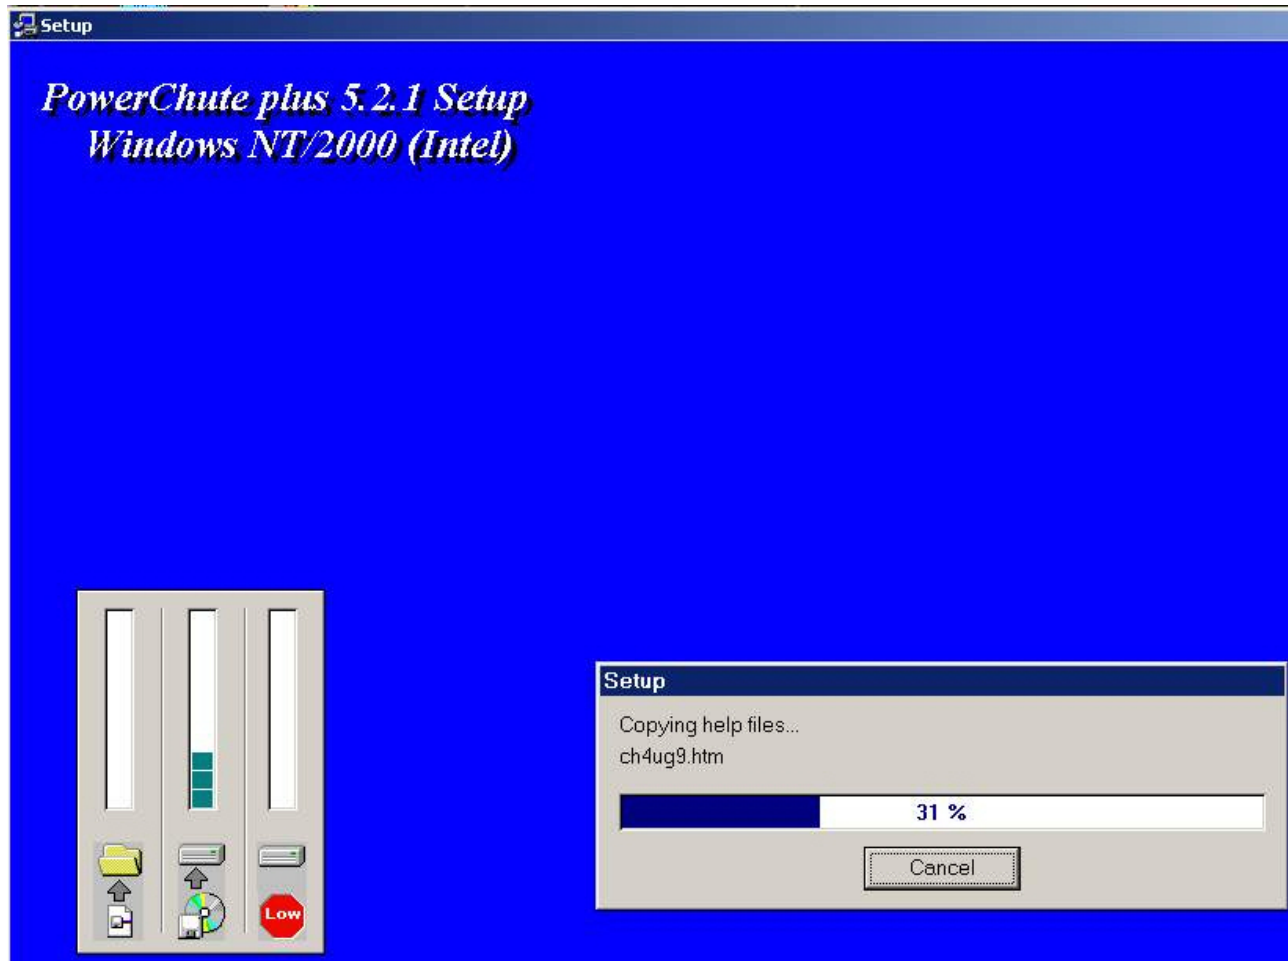 Setup
PowerChute plus 5.2.1 Setup
Windows NT/2000 (Intel)
Low
Setup
Copying help files...
ch4ug9.htm
31 %
Cancel